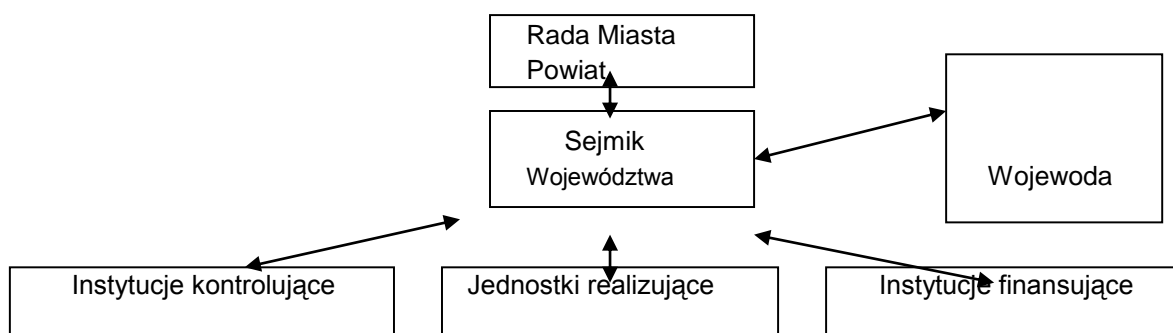 Rada Miasta
Powiat
Sejmik
Województwa
Wojewoda
Instytucje kontrolujące
Jednostki realizujące
Instytucje finansujące